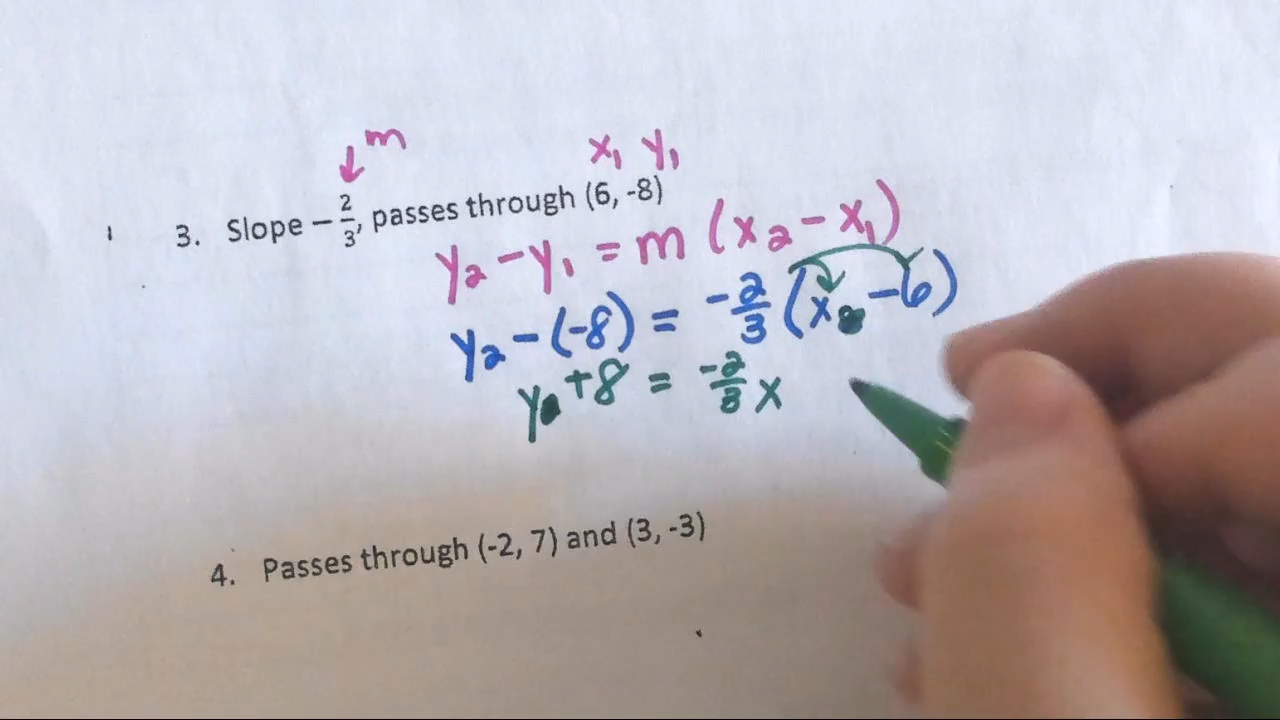 m
x₁ y₁
3. Slope −2/3, passes through (6, -8)
y₂ - y₁ = m (x₂ - x₁)
y₂ - (-8) = -2/3 (x - 6)
y + 8 = -2/3 x
4. Passes through (-2, 7) and (3, -3)